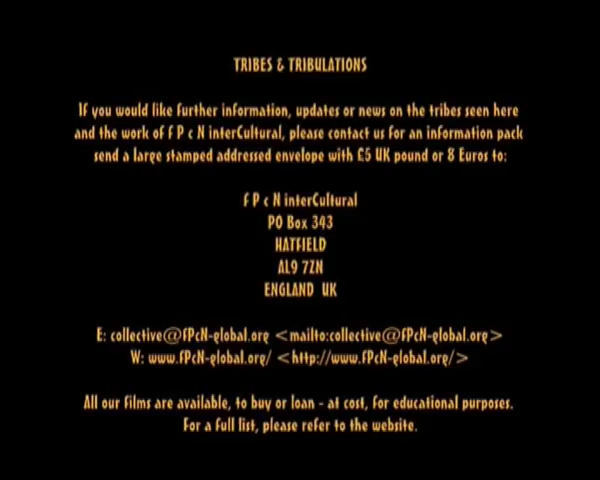 TRIBES & TRIBULATIONS
If you would like further information, updates or news on the tribes seen here
and the work of f P c N interCultural, please contact us for an information pack
send a large stamped addressed envelope with £5 UK pound or 8 Euros to:
f P c N interCultural
PO Box 343
HATFIELD
AL9 7ZN
ENGLAND UK
E: collective@fPcN-global.org <mailto:collective@fPcN-global.org>
W: www.fPcN-global.org/ <http://www.fPcN-global.org/>
All our films are available, to buy or loan - at cost, for educational purposes.
For a full list, please refer to the website.